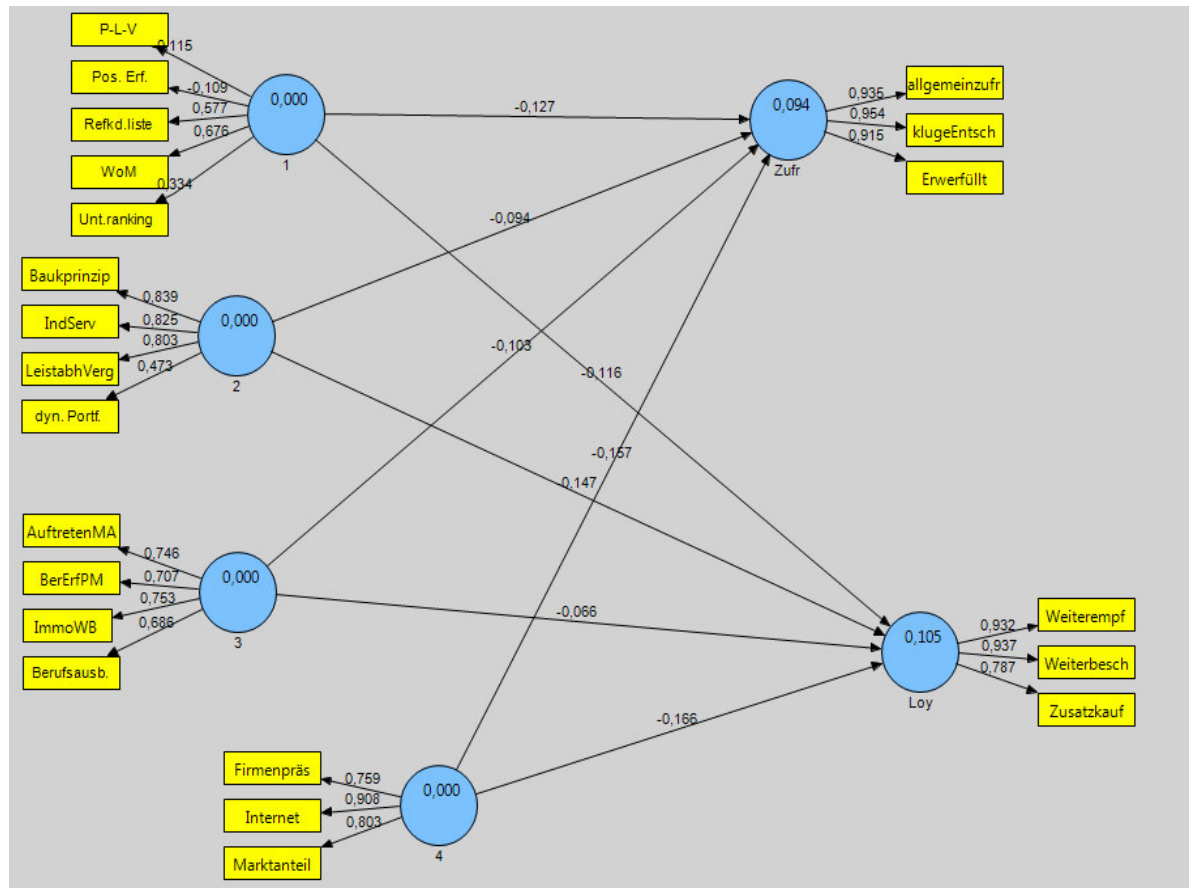 P-L-V
-0,115
Pos. Erf.
-0,109
Refkd.liste
0,577
WoM
0,676
Unt.ranking
0,334
0,000
1
-0,127
0,094
Zufr
0,935
allgemeinzufr
0,954
klugeEntsch
0,915
Erwerfüllt
-0,094
Baukprinzip
0,839
IndServ
0,825
LeistabhVerg
0,803
dyn. Portf.
0,473
0,000
2
-0,103
-0,116
-0,157
-0,147
AuftretenMA
0,746
BerErfPM
0,707
ImmoWB
0,753
Berufsausb.
0,686
0,000
3
-0,066
0,105
Loy
0,932
Weiterempf
0,937
Weiterbesch
0,787
Zusatzkauf
-0,166
Firmenpräs
0,759
Internet
0,908
Marktanteil
0,803
0,000
4